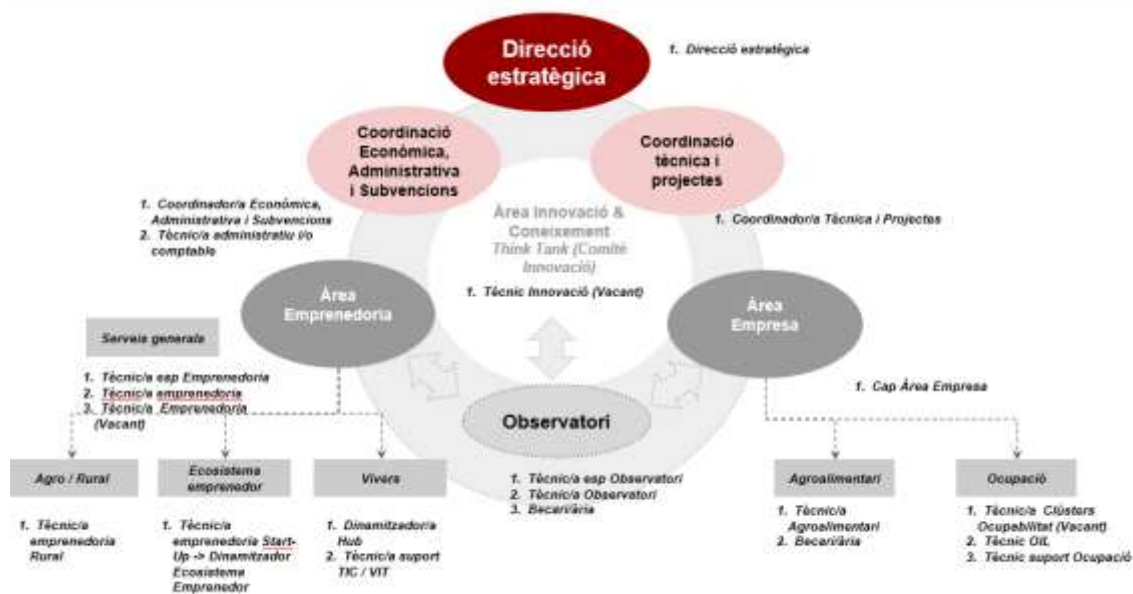 Direcció
estratègica
1. Direcció estratègica
Coordinació
Econòmica,
Administrativa
i Subvencions
Coordinació
tècnica i
projectes
1. Coordinador/a Econòmica,
Administrativa i Subvencions
2. Tècnic/a administratiu i/o
comptable
Àrea Innovació &
Coneixement
Think Tank (Comitè
Innovació)
1. Tècnic Innovació (Vacant)
1. Coordinador/a Tècnica i Projectes
Àrea
Emprenedoria
Àrea
Empresa
Serveis generals
1. Tècnic/a esp Emprenedoria
2. Tècnic/a emprenedoria
3. Tècnic/a Emprenedoria
(Vacant)
1. Cap Àrea Empresa
Observatori
1. Tècnic/a esp Observatori
2. Tècnic/a Observatori
3. Becari/ària
Agro / Rural
1. Tècnic/a
emprenedoria
Rural
Ecosistema
emprenedor
1. Tècnic/a
emprenedoria Start-
Up -> Dinamitzador
Ecosistema
Emprenedor
Vivers
1. Dinamitzador/a
Hub
2. Tècnic/a suport
TIC / VIT
Agroalimentari
1. Tècnic/a
Agroalimentari
2. Becari/ària
Ocupació
1. Tècnic/a Clústers
Ocupabilitat (Vacant)
2. Tècnic OIL
3. Tècnic suport Ocupació